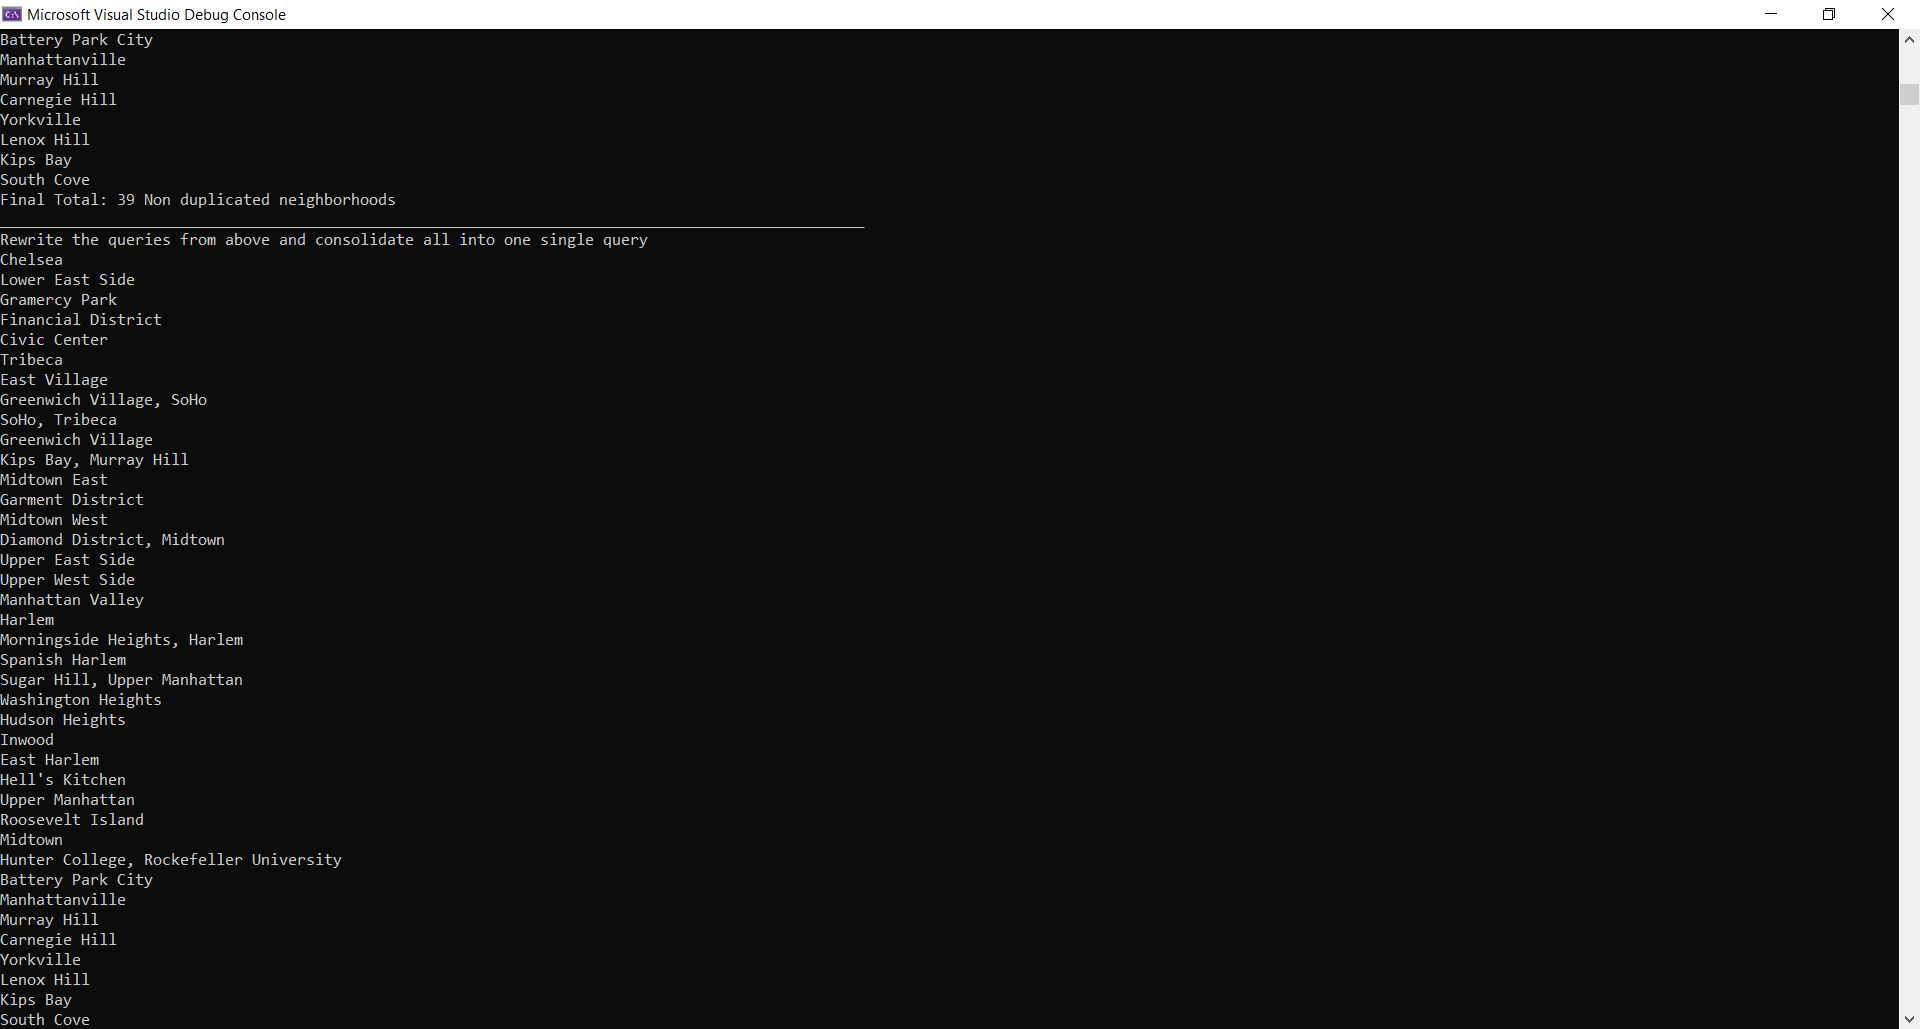 Microsoft Visual Studio Debug Console
Battery Park City
Manhattanville
Murray Hill
Carnegie Hill
Yorkville
Lenox Hill
Kips Bay
South Cove
Final Total: 39 Non duplicated neighborhoods
Rewrite the queries from above and consolidate all into one single query
Chelsea
Lower East Side
Gramercy Park
Financial District
Civic Center
Tribeca
East Village
Greenwich Village, SoHo
SoHo, Tribeca
Greenwich Village
Kips Bay, Murray Hill
Midtown East
Garment District
Midtown West
Diamond District, Midtown
Upper East Side
Upper West Side
Manhattan Valley
Harlem
Morningside Heights, Harlem
Spanish Harlem
Sugar Hill, Upper Manhattan
Washington Heights
Hudson Heights
Inwood
East Harlem
Hell's Kitchen
Upper Manhattan
Roosevelt Island
Midtown
Hunter College, Rockefeller University
Battery Park City
Manhattanville
Murray Hill
Carnegie Hill
Yorkville
Lenox Hill
Kips Bay
South Cove